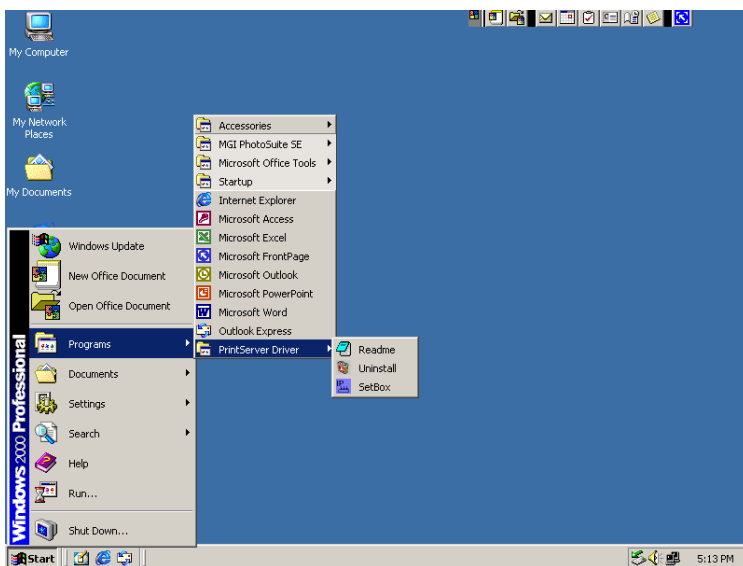 My Computer
My Network
Places
My Documents
Accessories
MGI PhotoSuite SE
Microsoft Office Tools
Startup
Internet Explorer
Microsoft Access
Microsoft Excel
Microsoft FrontPage
Microsoft Outlook
Microsoft PowerPoint
Microsoft Word
Outlook Express
PrintServer Driver
Readme
Uninstall
SetBox
Windows Update
New Office Document
Open Office Document
Programs
Documents
Settings
Search
Help
Run...
Shut Down...
Windows 2000 Professional
Start
5:13 PM